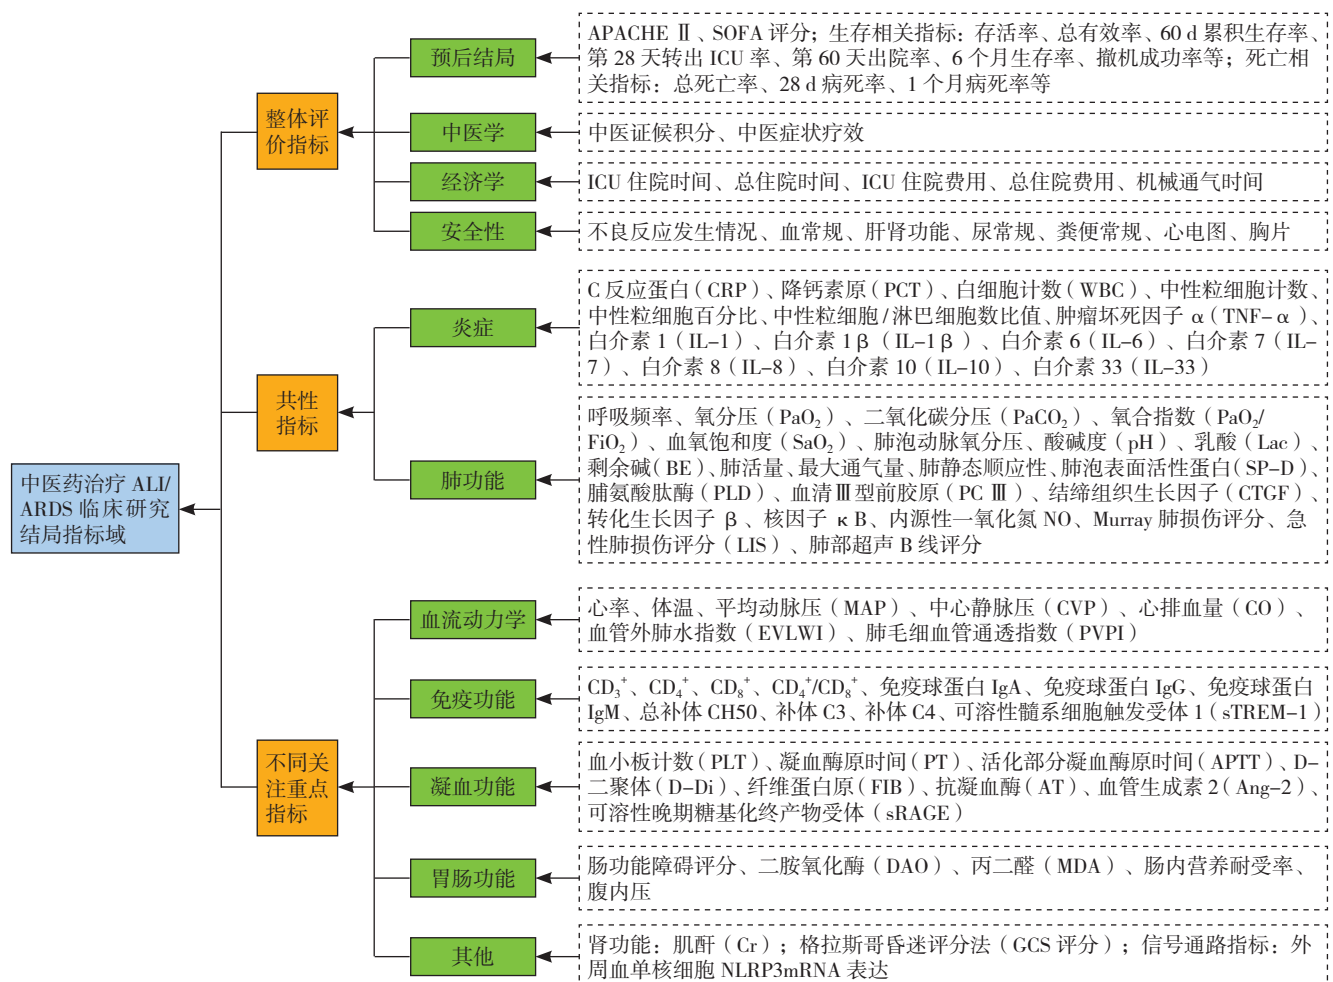 中医药治疗 ALI/
ARDS 临床研究
结局指标域
整体评
价指标
预后结局
APACHE Ⅱ、SOFA 评分；生存相关指标：存活率、总有效率、60 d 累积生存率、
第 28 天转出 ICU 率、第 60 天出院率、6 个月生存率、撤机成功率等；死亡相
关指标：总死亡率、28 d 病死率、1 个月病死率等
中医学
中医证候积分、中医症状疗效
经济学
ICU 住院时间、总住院时间、ICU 住院费用、总住院费用、机械通气时间
安全性
不良反应发生情况、血常规、肝肾功能、尿常规、粪便常规、心电图、胸片
共性
指标
炎症
C 反应蛋白（CRP）、降钙素原（PCT）、白细胞计数（WBC）、中性粒细胞计数、
中性粒细胞百分比、中性粒细胞/淋巴细胞数比值、肿瘤坏死因子 α（TNF-α）、
白介素 1（IL-1）、白介素 1β（IL-1β）、白介素 6（IL-6）、白介素 7（IL-
7）、白介素 8（IL-8）、白介素 10（IL-10）、白介素 33（IL-33）
肺功能
呼吸频率、氧分压（PaO₂）、二氧化碳分压（PaCO₂）、氧合指数（PaO₂/
FiO₂）、血氧饱和度（SaO₂）、肺泡动脉氧分压、酸碱度（pH）、乳酸（Lac）、
剩余碱（BE）、肺活量、最大通气量、肺静态顺应性、肺泡表面活性蛋白（SP-D）、
脯氨酸肽酶（PLD）、血清Ⅲ型前胶原（PC Ⅲ）、结缔组织生长因子（CTGF）、
转化生长因子 β、核因子 κB、内源性一氧化氮 NO、Murray 肺损伤评分、急
性肺损伤评分（LIS）、肺部超声 B 线评分
不同关
注重点
指标
血流动力学
心率、体温、平均动脉压（MAP）、中心静脉压（CVP）、心排血量（CO）、
血管外肺水指数（EVLWI）、肺毛细血管通透指数（PVPI）
免疫功能
CD₃⁺、CD₄⁺、CD₈⁺、CD₄⁺/CD₈⁺、免疫球蛋白 IgA、免疫球蛋白 IgG、免疫球蛋白
IgM、总补体 CH50、补体 C3、补体 C4、可溶性髓系细胞触发受体 1（sTREM-1）
凝血功能
血小板计数（PLT）、凝血酶原时间（PT）、活化部分凝血酶原时间（APTT）、D-
二聚体（D-Di）、纤维蛋白原（FIB）、抗凝血酶（AT）、血管生成素 2（Ang-2）、
可溶性晚期糖基化终产物受体（sRAGE）
胃肠功能
肠功能障碍评分、二胺氧化酶（DAO）、丙二醛（MDA）、肠内营养耐受率、
腹内压
其他
肾功能：肌酐（Cr）；格拉斯哥昏迷评分法（GCS 评分）；信号通路指标：外
周血单核细胞 NLRP3mRNA 表达